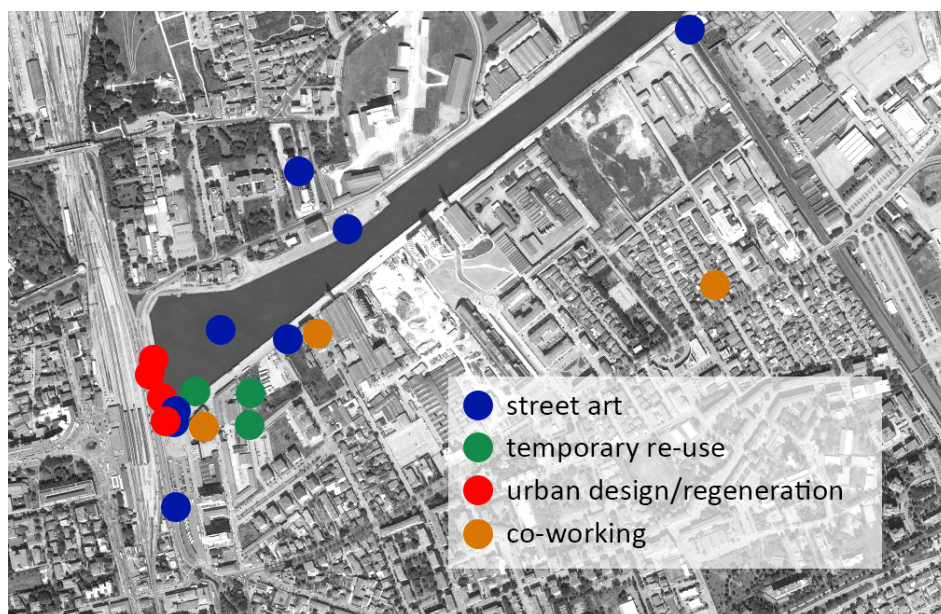 street art
temporary re-use
urban design/regeneration
co-working